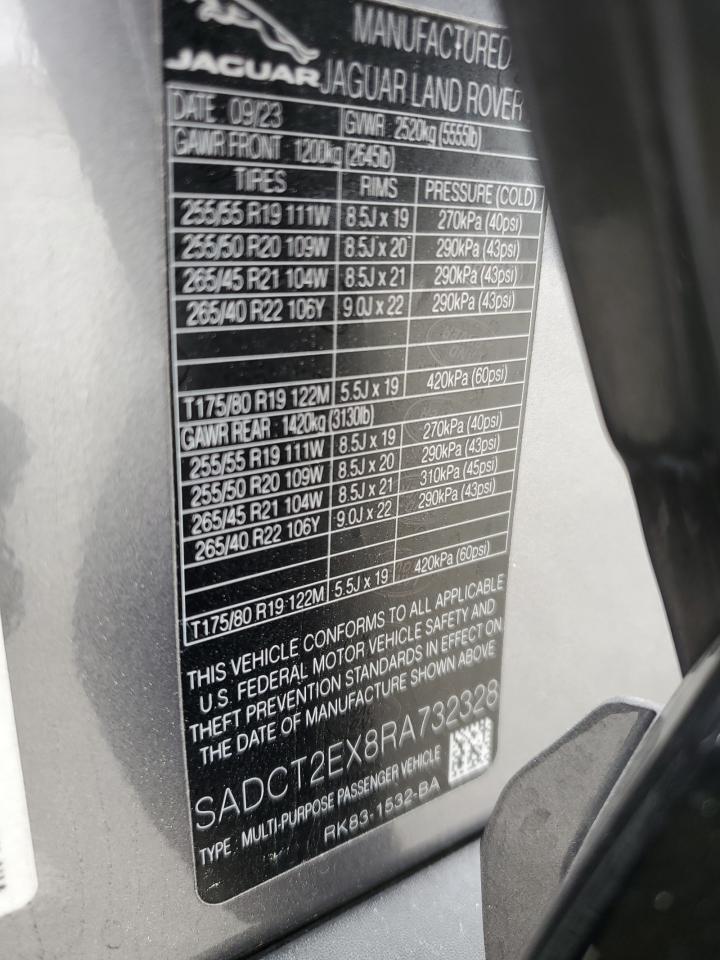 JAGUAR
MANUFACTURED
JAGUAR LAND ROVER
DATE : 09/23 GVWR : 2520kg (5555lb)
GAWR FRONT : 1200kg (2645lb)
TIRES RIMS PRESSURE (COLD)
255/55 R19 111W 8.5J x 19 270kPa (40psi)
255/50 R20 109W 8.5J x 20 290kPa (43psi)
265/45 R21 104W 8.5J x 21 290kPa (43psi)
265/40 R22 106Y 9.0J x 22 290kPa (43psi)
T175/80 R19 122M 5.5J x 19 420kPa (60psi)
GAWR REAR : 1420kg (3130lb)
255/55 R19 111W 8.5J x 19 270kPa (40psi)
255/50 R20 109W 8.5J x 20 290kPa (43psi)
265/45 R21 104W 8.5J x 21 310kPa (45psi)
265/40 R22 106Y 9.0J x 22 290kPa (43psi)
T175/80 R19 122M 5.5J x 19 420kPa (60psi)
THIS VEHICLE CONFORMS TO ALL APPLICABLE
U.S. FEDERAL MOTOR VEHICLE SAFETY AND
THEFT PREVENTION STANDARDS IN EFFECT ON
THE DATE OF MANUFACTURE SHOWN ABOVE
SADCT2EX8RA732328
TYPE : MULTI-PURPOSE PASSENGER VEHICLE
RK83-1532-BA